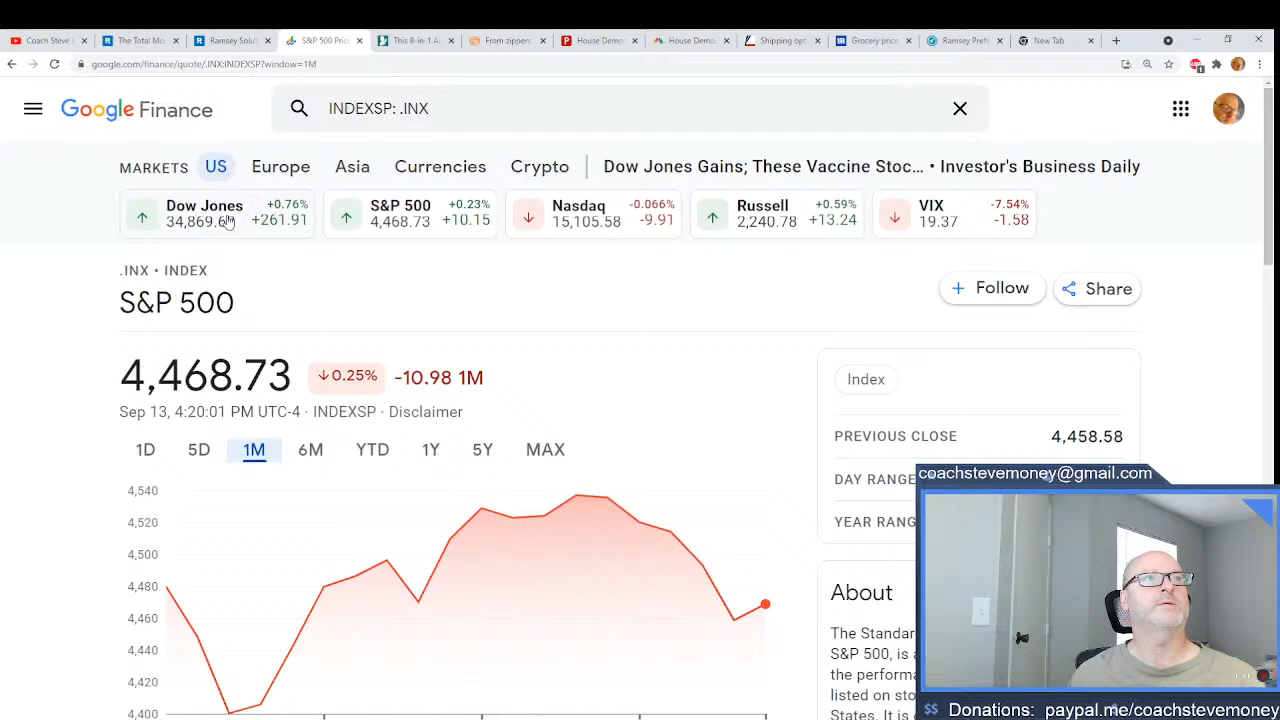 Coach Steve
The Total Mo
Ramsey Solut
S&P 500 Pric
This 8-in-1 A
From zippers
House Demo
House Demo
Shipping opt
Grocery price
Ramsey Pref
New Tab
google.com/finance/quote/.INX:INDEXSP?window=1M
Google Finance
INDEXSP: .INX
MARKETS US Europe Asia Currencies Crypto Dow Jones Gains; These Vaccine Stoc... • Investor's Business Daily
Dow Jones +0.76%
+261.91
S&P 500 +0.23%
4,468.73 +10.15
Nasdaq -0.066%
15,105.58 -9.91
Russell +0.59%
2,240.78 +13.24
VIX -7.54%
19.37 -1.58
.INX • INDEX
S&P 500
+ Follow
Share
4,468.73 ↓0.25% -10.98 1M
Sep 13, 4:20:01 PM UTC-4 · INDEXSP · Disclaimer
1D 5D 1M 6M YTD 1Y 5Y MAX
4,540
4,520
4,500
4,480
4,460
4,440
4,420
4,400
Index
PREVIOUS CLOSE 4,458.58
DAY RANGE
YEAR RANG
About
The Standar
S&P 500, is a
the performa
listed on sto
States. It is
coachstevemoney@gmail.com
$$ Donations: paypal.me/coachstevemoney